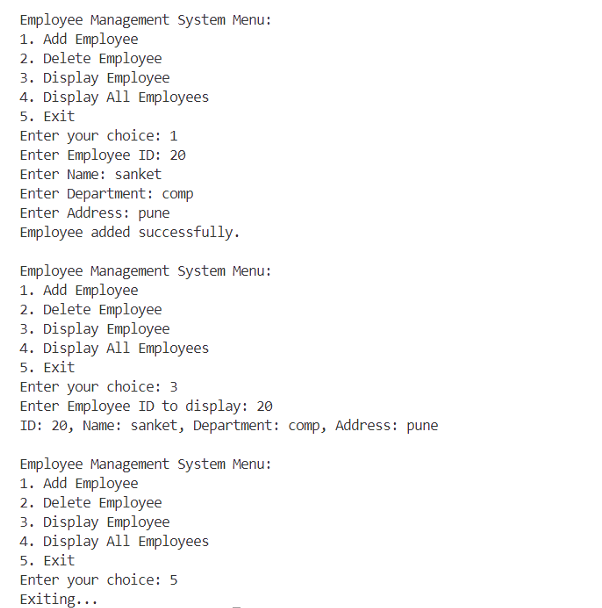 Employee Management System Menu:
1. Add Employee
2. Delete Employee
3. Display Employee
4. Display All Employees
5. Exit
Enter your choice: 1
Enter Employee ID: 20
Enter Name: sanket
Enter Department: comp
Enter Address: pune
Employee added successfully.
Employee Management System Menu:
1. Add Employee
2. Delete Employee
3. Display Employee
4. Display All Employees
5. Exit
Enter your choice: 3
Enter Employee ID to display: 20
ID: 20, Name: sanket, Department: comp, Address: pune
Employee Management System Menu:
1. Add Employee
2. Delete Employee
3. Display Employee
4. Display All Employees
5. Exit
Enter your choice: 5
Exiting...